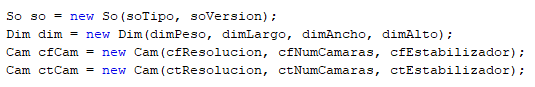 So so = new So(soTipo, soVersion);
Dim dim = new Dim(dimPeso, dimLargo, dimAncho, dimAlto);
Cam cfCam = new Cam(cfResolucion, cfNumCamaras, cfEstabilizador);
Cam ctCam = new Cam(ctResolucion, ctNumCamaras, ctEstabilizador);